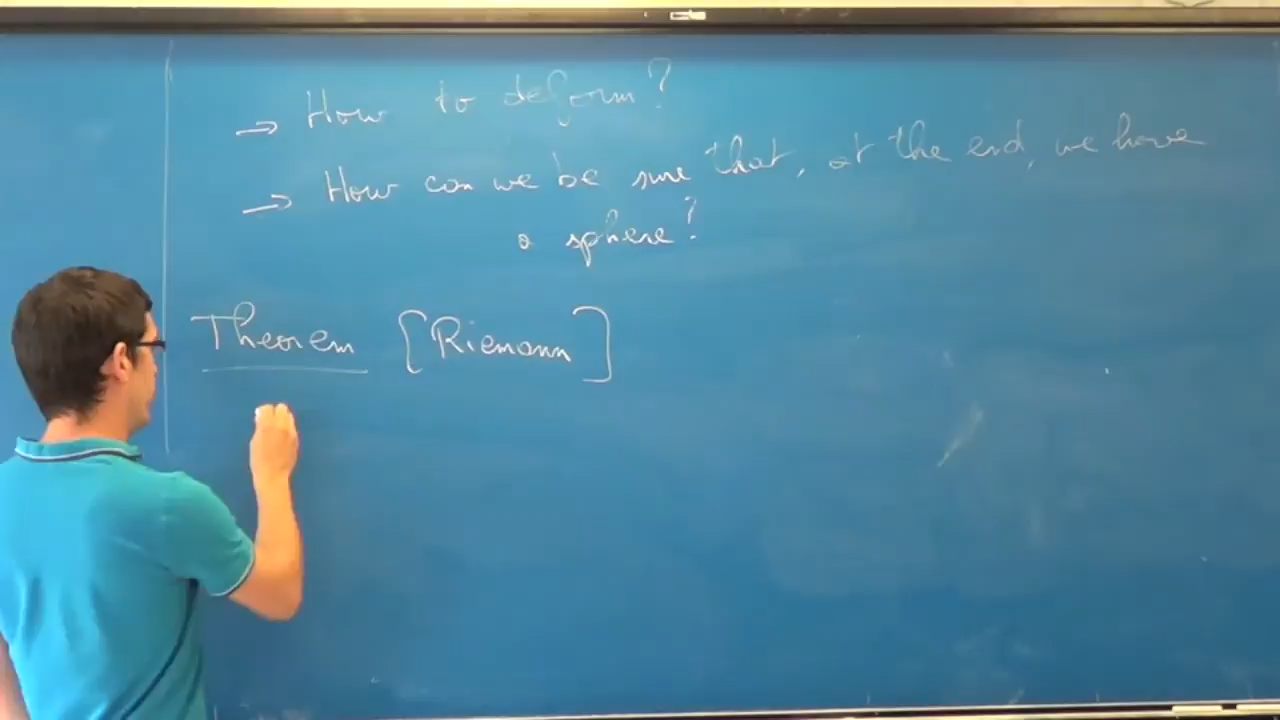 → How to deform?
→ How can we be sure that, at the end, we have
a sphere?
Theorem [Riemann]